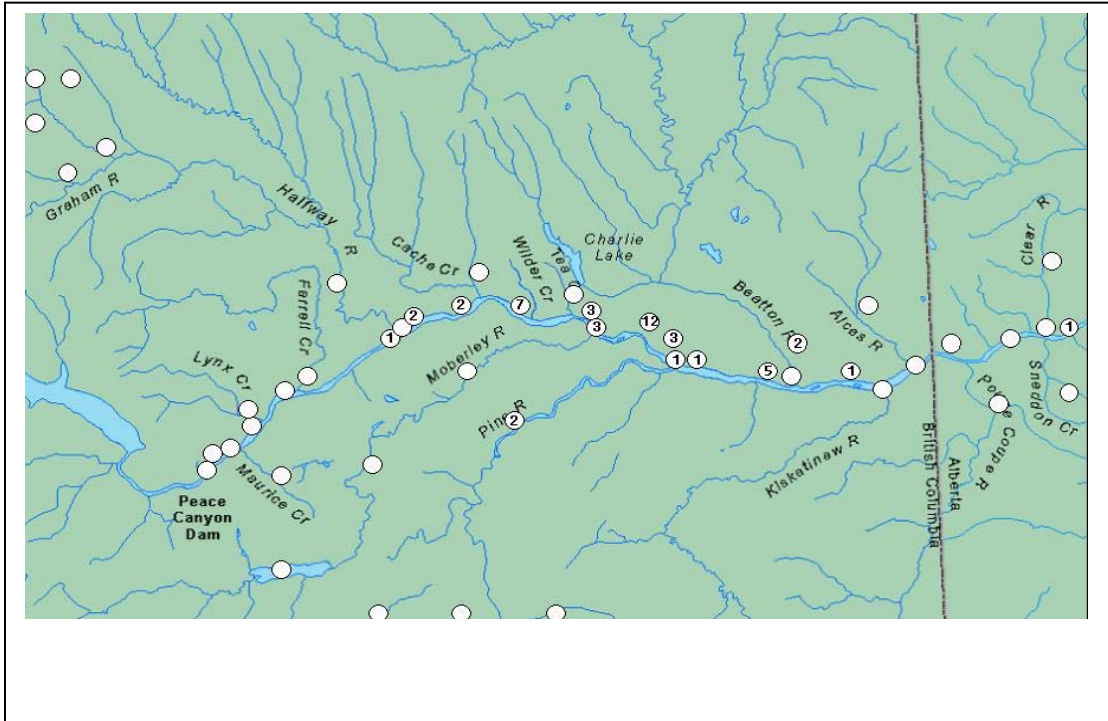 Graham R
Halfway
R
Cache Cr
Wilder Cr
Tea C
Charlie
Lake
Farrell Cr
Lynx Cr
Moberley R
Beatton R
Alces R
Clear R
2
7
3
2
1
3
12
3
2
1
1
5
1
1
Pine R
2
Maurice Cr
Peace
Canyon
Dam
Kiskatinaw R
British Columbia
Alberta
Pouce Coupe R
Sneddon Cr